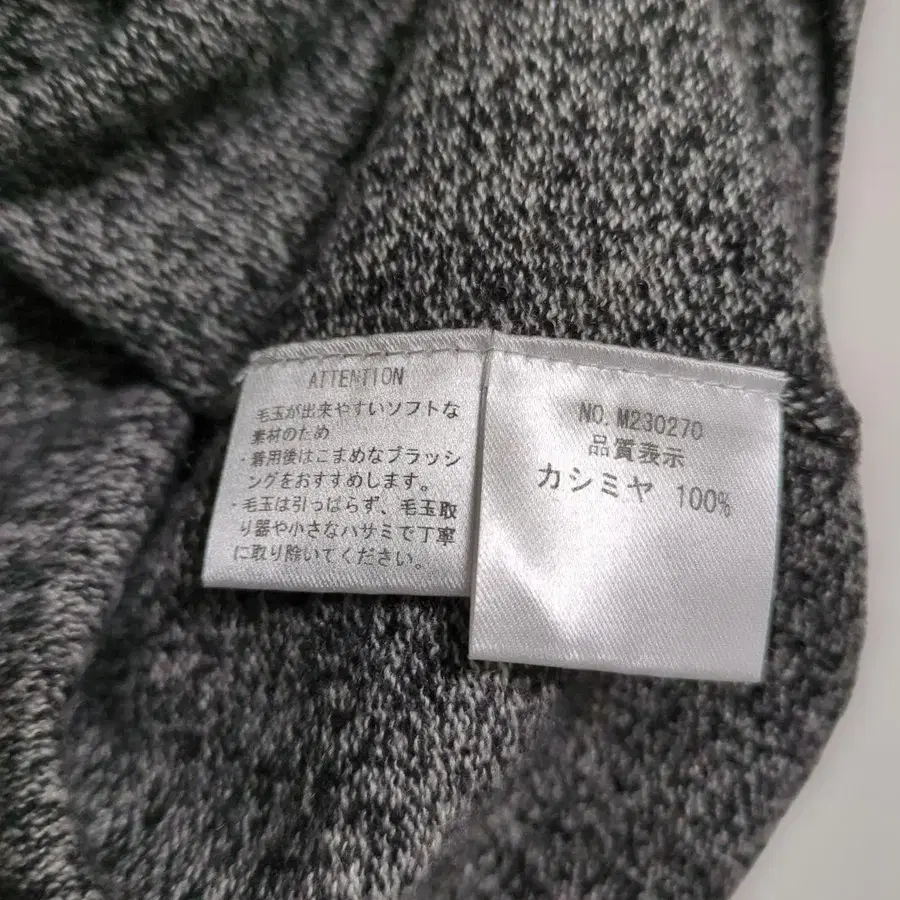 ATTENTION
毛玉が出来やすいソフトな
素材のため
・着用後はこまめなブラッシ
ングをおすすめします。
・毛玉は引っぱらず、毛玉取
り器や小さなハサミで丁寧
に取り除いてください。
NO.M230270
品質表示
カシミヤ 100%